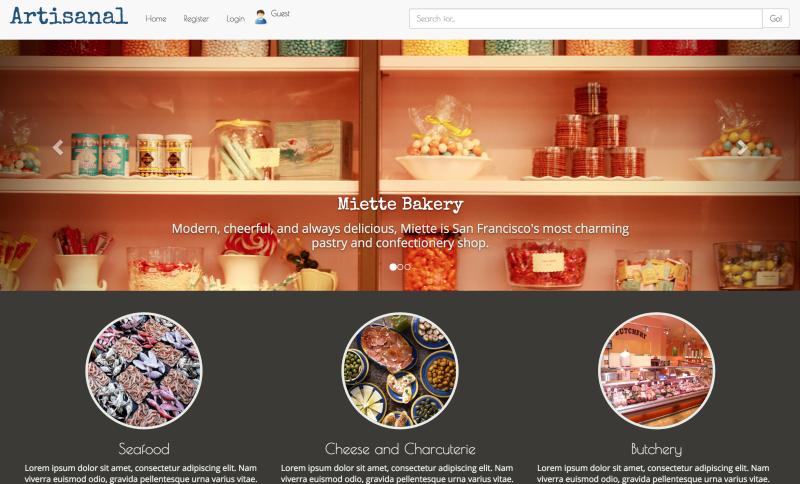 Artisanal
Home Register Login Guest
Search for..
Go!
Miette Bakery
Modern, cheerful, and always delicious, Miette is San Francisco's most charming
pastry and confectionery shop.
BUTCHERY
Seafood
Lorem ipsum dolor sit amet, consectetur adipiscing elit. Nam
viverra euismod odio, gravida pellentesque urna varius vitae.
Cheese and Charcuterie
Lorem ipsum dolor sit amet, consectetur adipiscing elit. Nam
viverra euismod odio, gravida pellentesque urna varius vitae.
Butchery
Lorem ipsum dolor sit amet, consectetur adipiscing elit. Nam
viverra euismod odio, gravida pellentesque urna varius vitae.